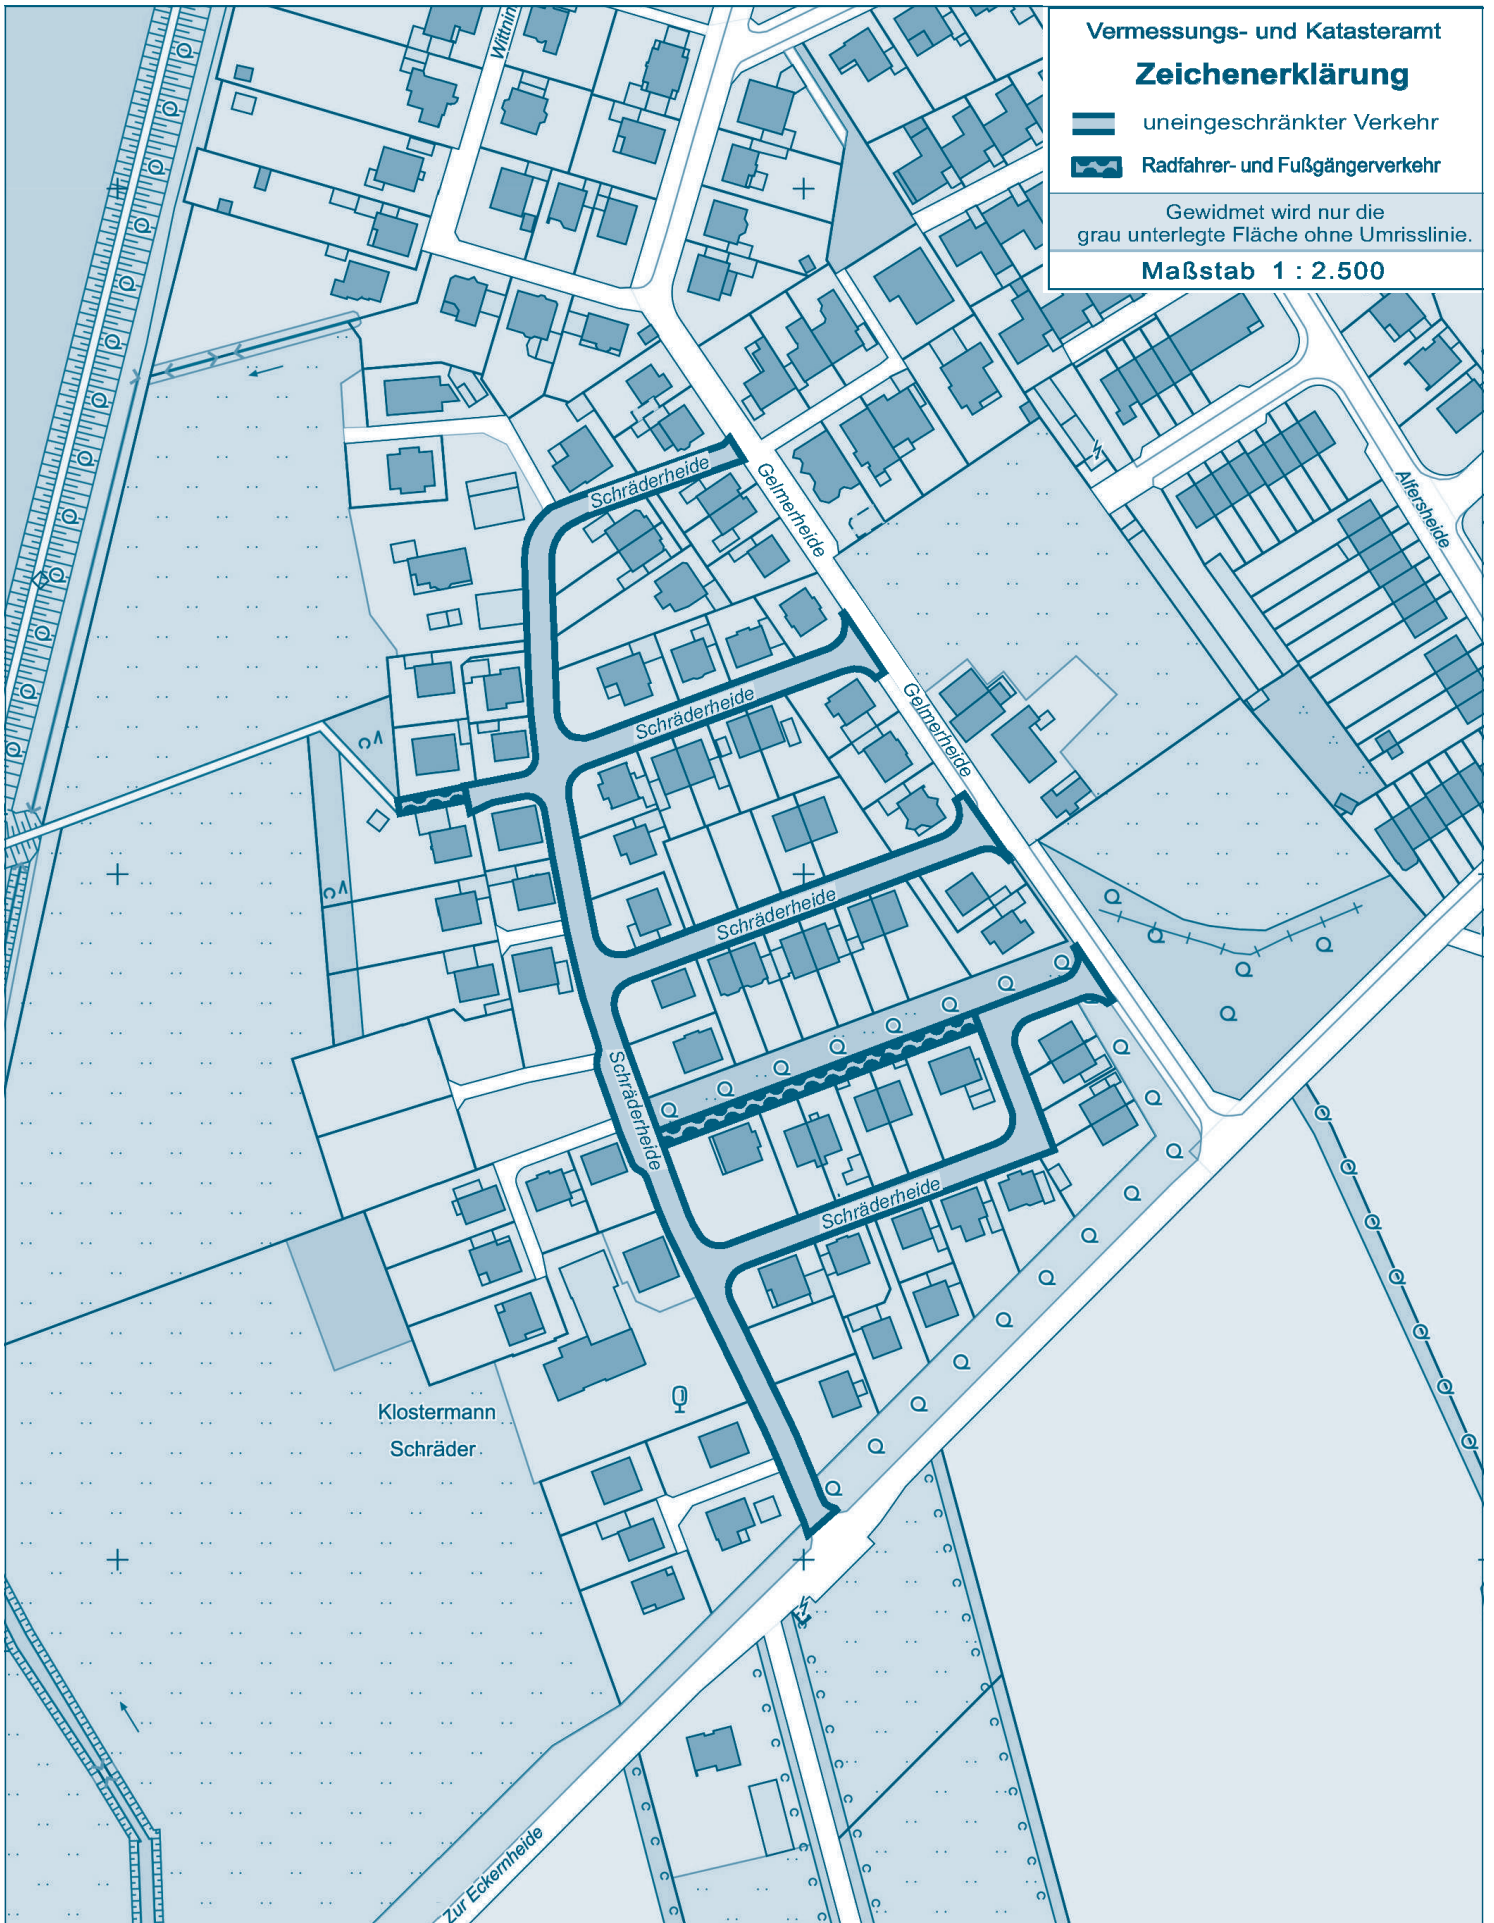 Vermessungs- und Katasteramt
Zeichenerklärung
uneingeschränkter Verkehr
Radfahrer- und Fußgängerverkehr
Gewidmet wird nur die
grau unterlegte Fläche ohne Umrisslinie.
Maßstab 1 : 2.500
Wittnin
Schräderheide
Gelmerheide
Alfersheide
Schräderheide
Gelmerheide
Schräderheide
Schräderheide
Schräderheide
Klostermann
Schräder
Zur Eckernheide